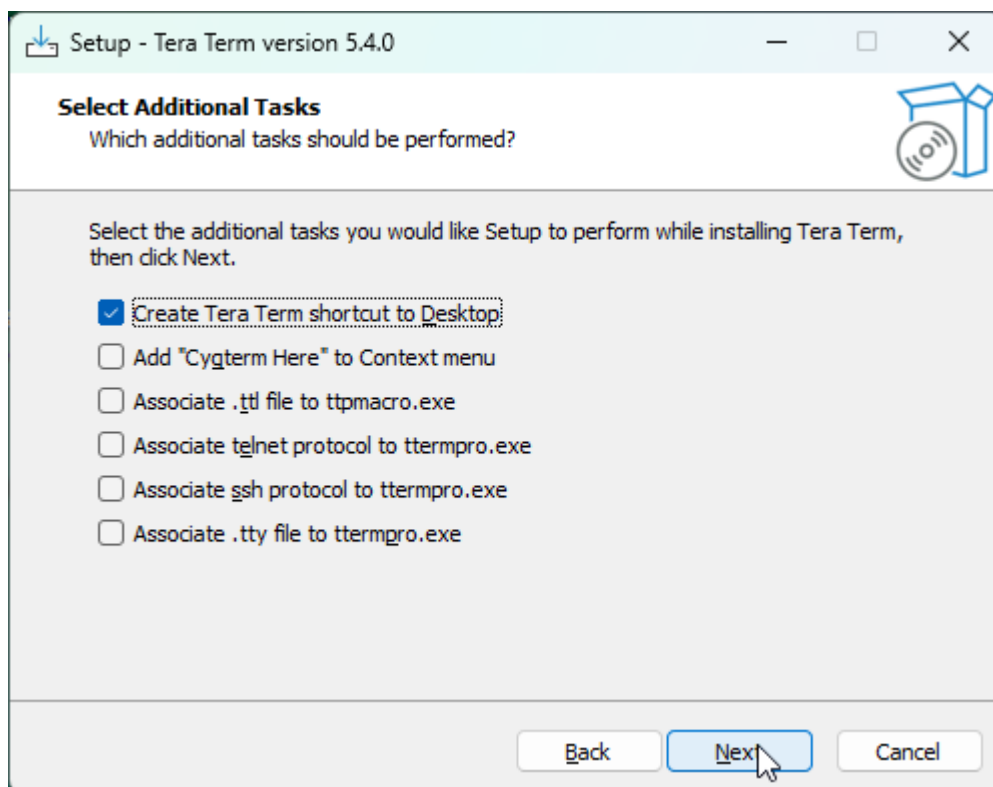 Setup - Tera Term version 5.4.0
Select Additional Tasks
Which additional tasks should be performed?
Select the additional tasks you would like Setup to perform while installing Tera Term,
then click Next.
Create Tera Term shortcut to Desktop
Add "Cygterm Here" to Context menu
Associate .ttl file to ttpmacro.exe
Associate telnet protocol to ttermpro.exe
Associate ssh protocol to ttermpro.exe
Associate .tty file to ttermpro.exe
Back
Next
Cancel